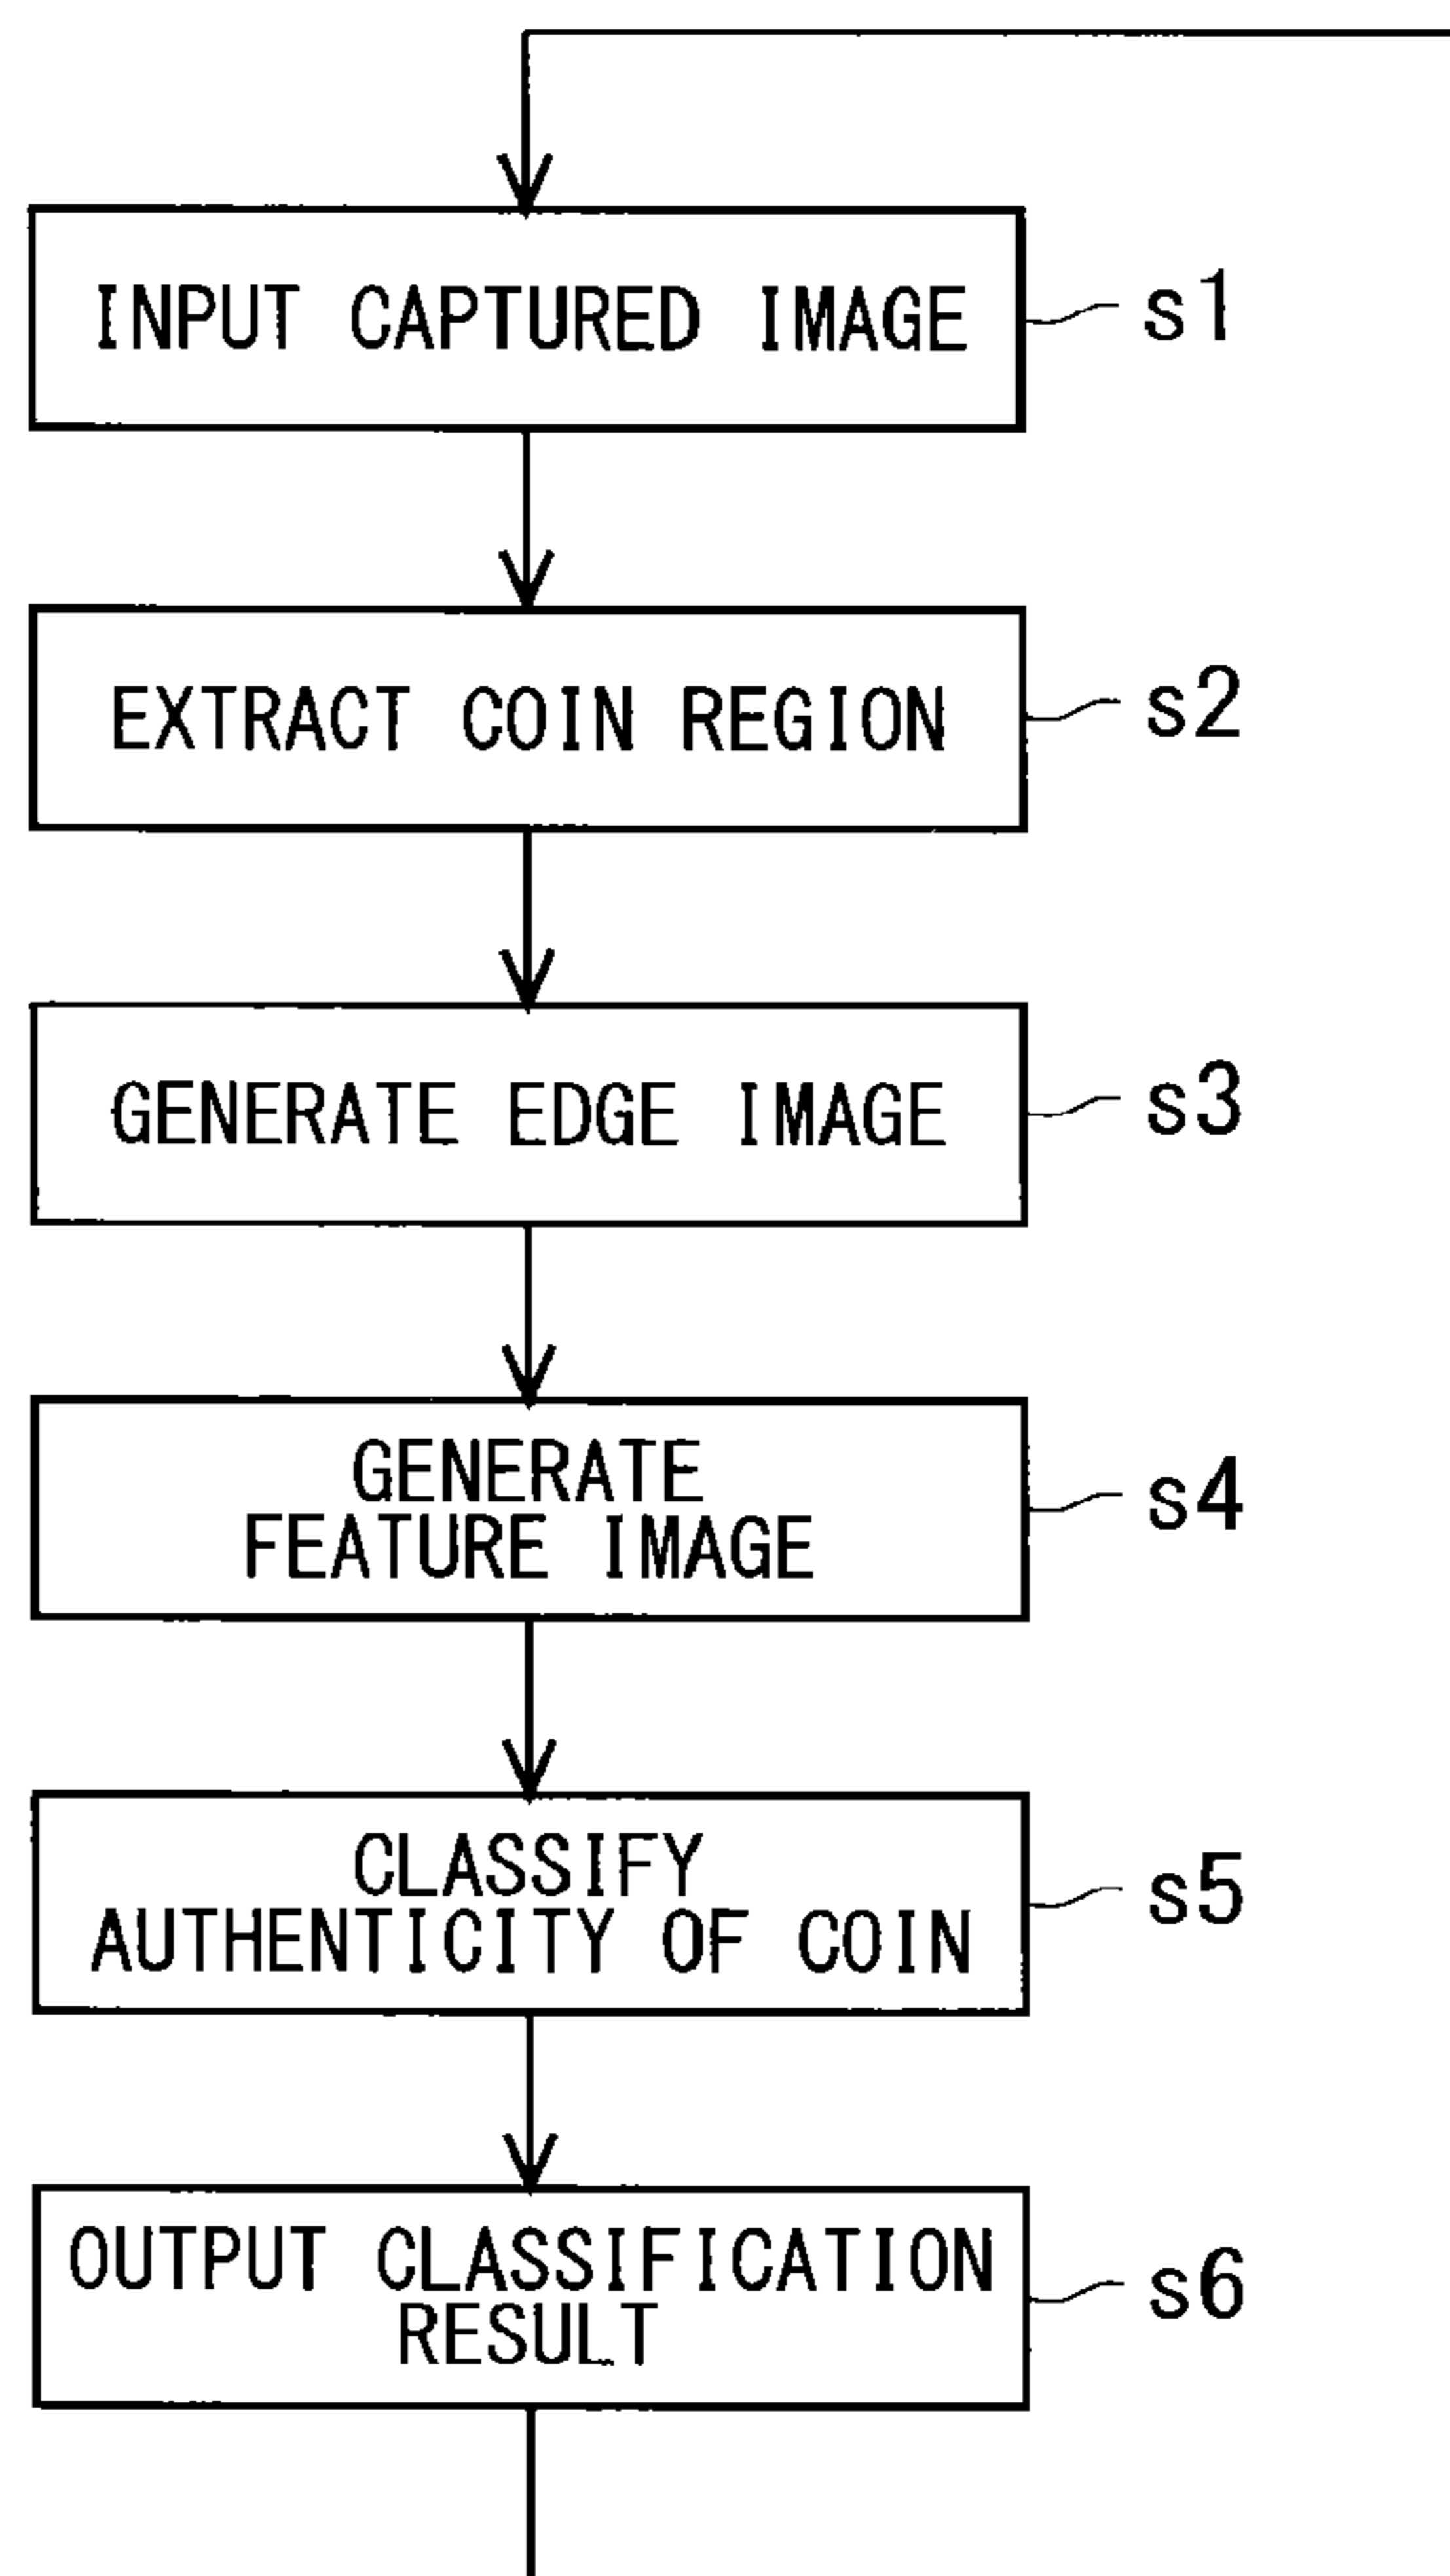 INPUT CAPTURED IMAGE
s1
EXTRACT COIN REGION
s2
GENERATE EDGE IMAGE
s3
GENERATE
FEATURE IMAGE
s4
CLASSIFY
AUTHENTICITY OF COIN
s5
OUTPUT CLASSIFICATION
RESULT
s6